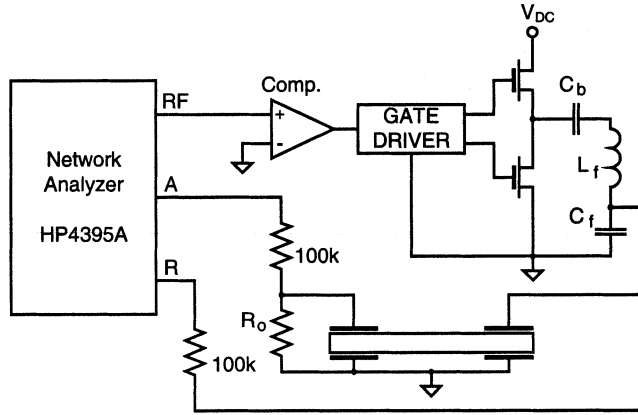 V_DC
Comp.
C_b
RF
+
-
GATE
DRIVER
Network
Analyzer
HP4395A
A
L_f
C_f
100k
R
R_o
100k